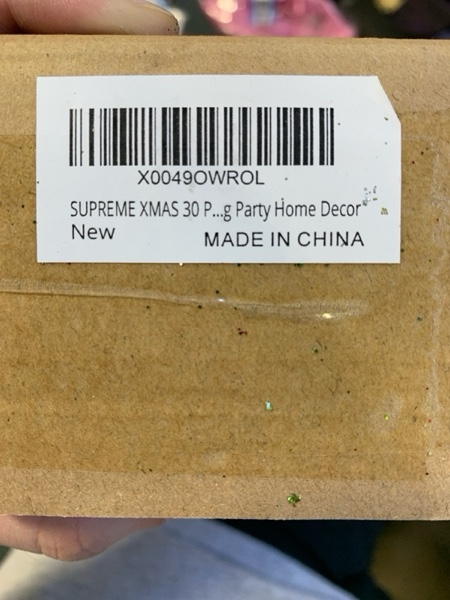 X0049OWROL
SUPREME XMAS 30 P...g Party Home Decor
New
MADE IN CHINA